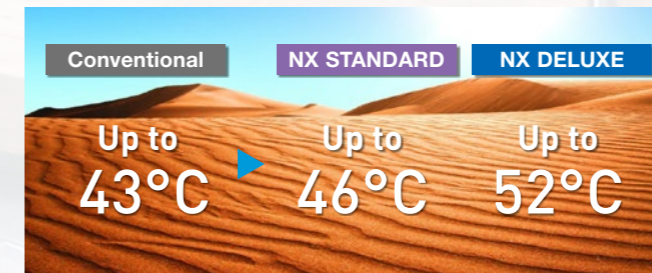 Conventional NX STANDARD NX DELUXE
Up to Up to Up to
43°C 46°C 52°C